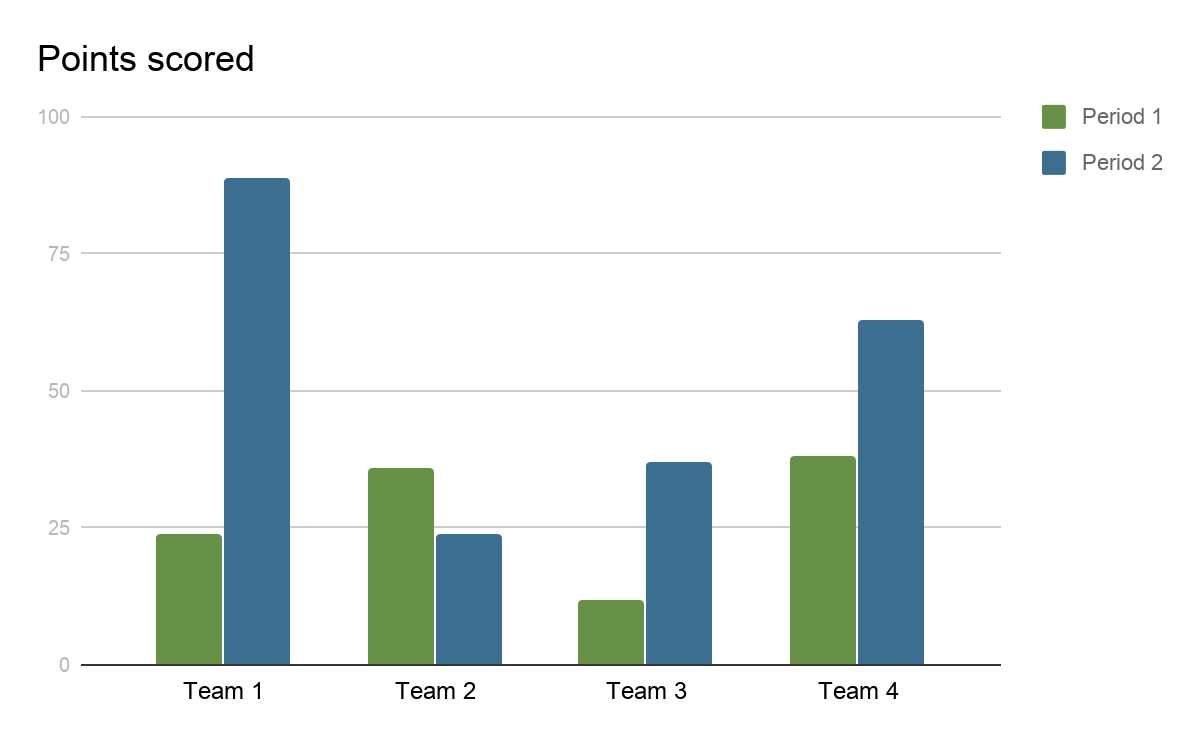 Points scored
100
75
50
25
0
Team 1
Team 2
Team 3
Team 4
Period 1
Period 2